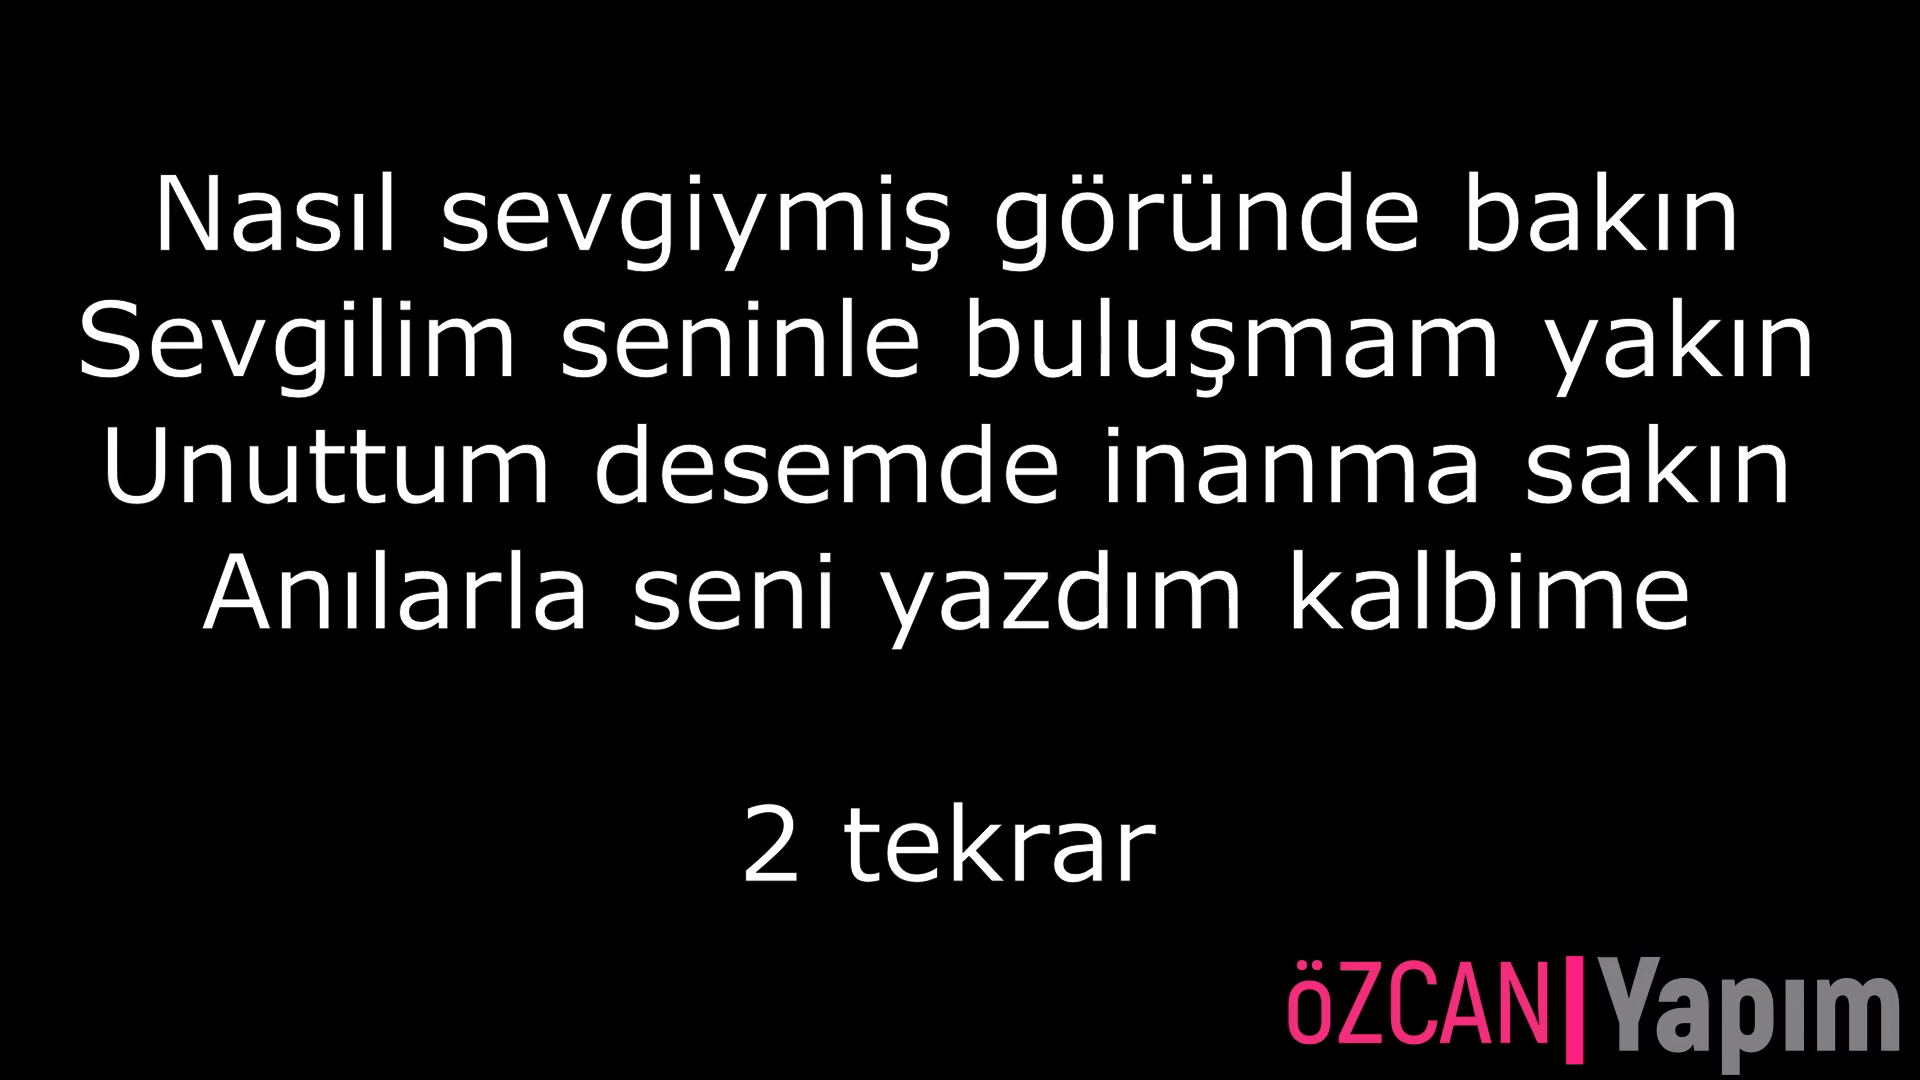 Nasıl sevgiymiş göründe bakın
Sevgilim seninle buluşmam yakın
Unuttum desemde inanma sakın
Anılarla seni yazdım kalbime
2 tekrar
öZCAN|Yapım